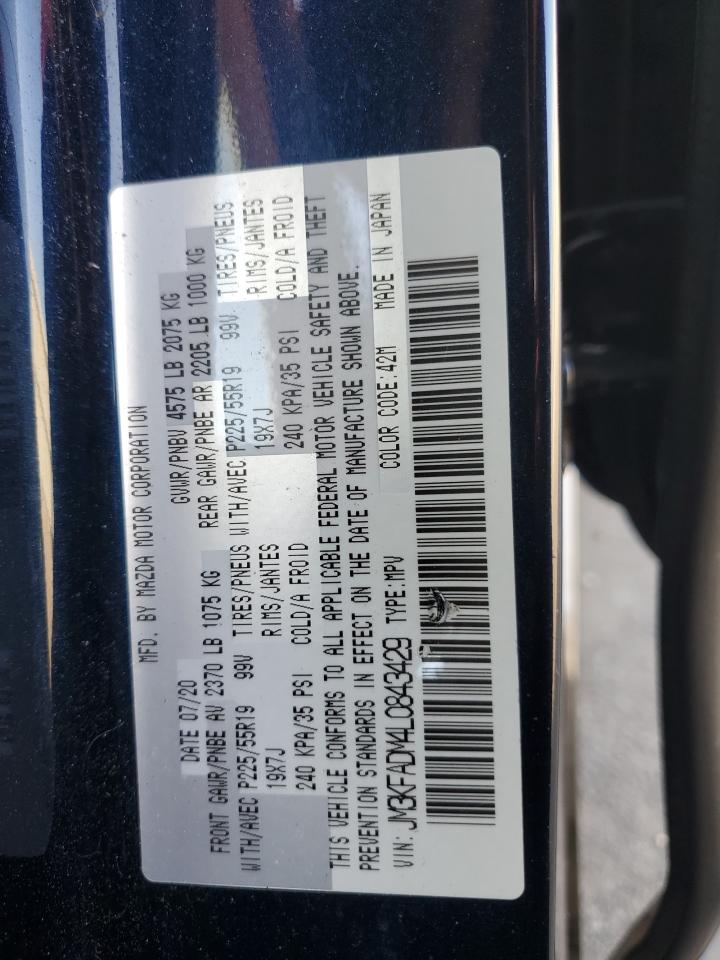 MFD. BY MAZDA MOTOR CORPORATION
DATE 07/20 GVWR/PNBV 4575 LB 2075 KG
FRONT GAWR/PNBE AV 2370 LB 1075 KG REAR GAWR/PNBE AR 2205 LB 1000 KG
WITH/AVEC P225/55R19 99V TIRES/PNEUS WITH/AVEC P225/55R19 99V TIRES/PNEUS
19X7J RIMS/JANTES 19X7J RIMS/JANTES
240 KPA/35 PSI COLD/A FROID 240 KPA/35 PSI COLD/A FROID
THIS VEHICLE CONFORMS TO ALL APPLICABLE FEDERAL MOTOR VEHICLE SAFETY AND THEFT
PREVENTION STANDARDS IN EFFECT ON THE DATE OF MANUFACTURE SHOWN ABOVE.
VIN: JM3KFADM4L0843429 TYPE:MPV COLOR CODE:42M MADE IN JAPAN